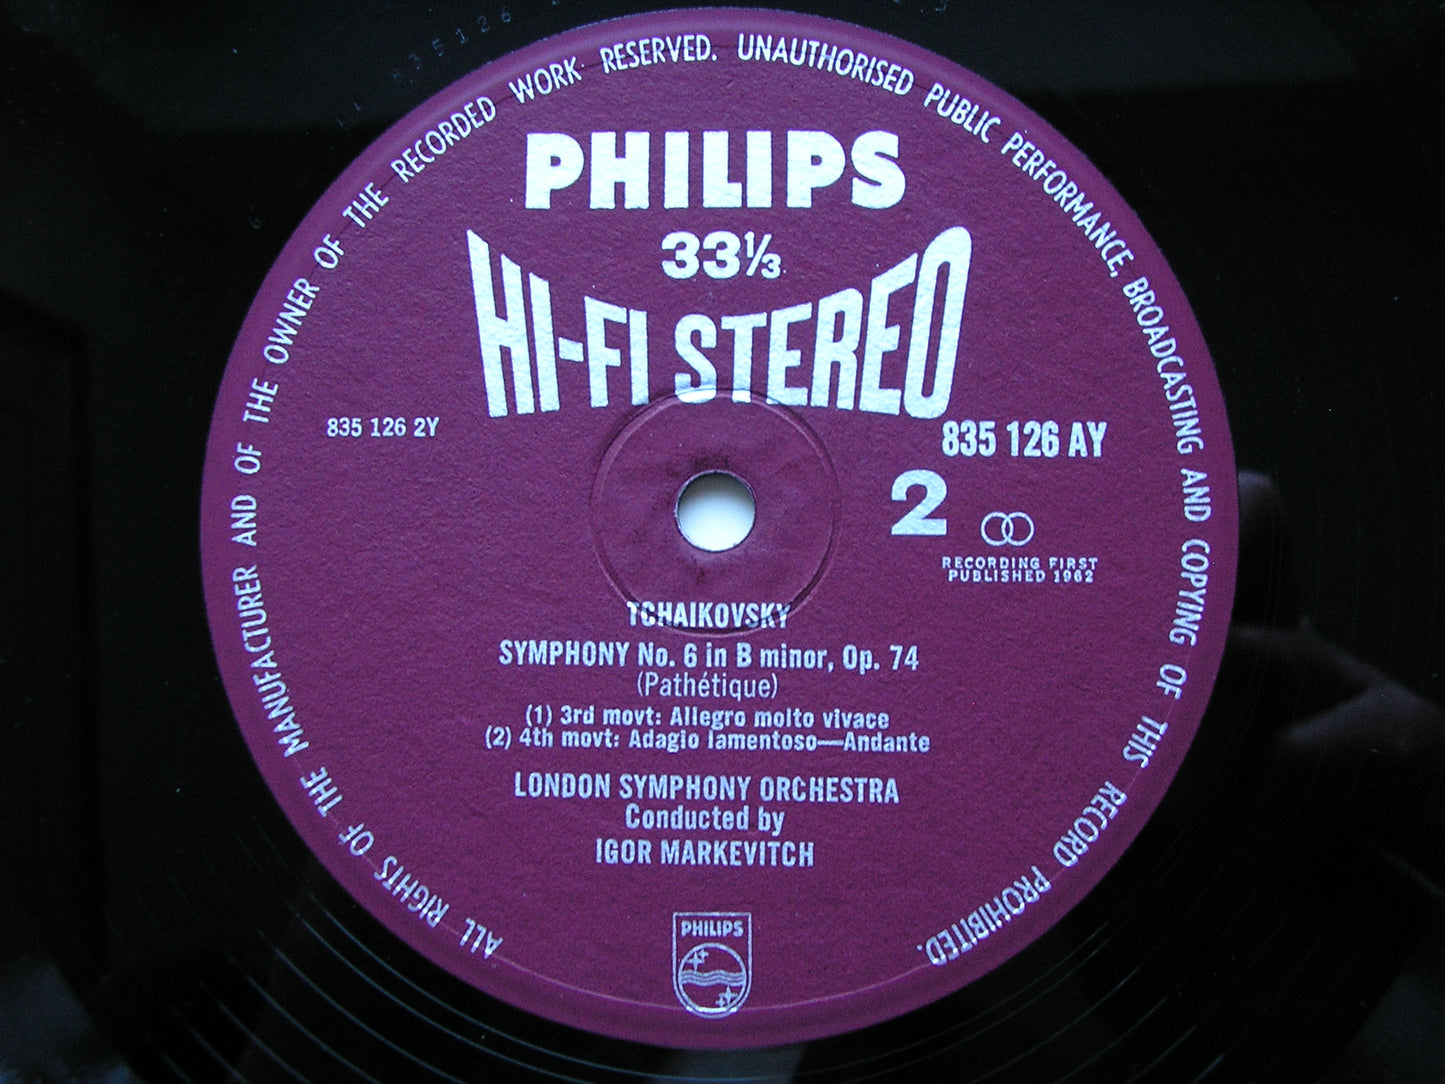 ALL RIGHTS OF THE MANUFACTURER AND OF THE OWNER OF THE RECORDED WORK RESERVED. UNAUTHORISED PUBLIC PERFORMANCE, BROADCASTING AND COPYING OF THIS RECORD PROHIBITED.
PHILIPS
33⅓
HI-FI STEREO
835 126 2Y
835 126 AY
2
RECORDING FIRST
PUBLISHED 1962
TCHAIKOVSKY
SYMPHONY No. 6 in B minor, Op. 74
(Pathétique)
(1) 3rd movt: Allegro molto vivace
(2) 4th movt: Adagio lamentoso—Andante
LONDON SYMPHONY ORCHESTRA
Conducted by
IGOR MARKEVITCH
PHILIPS